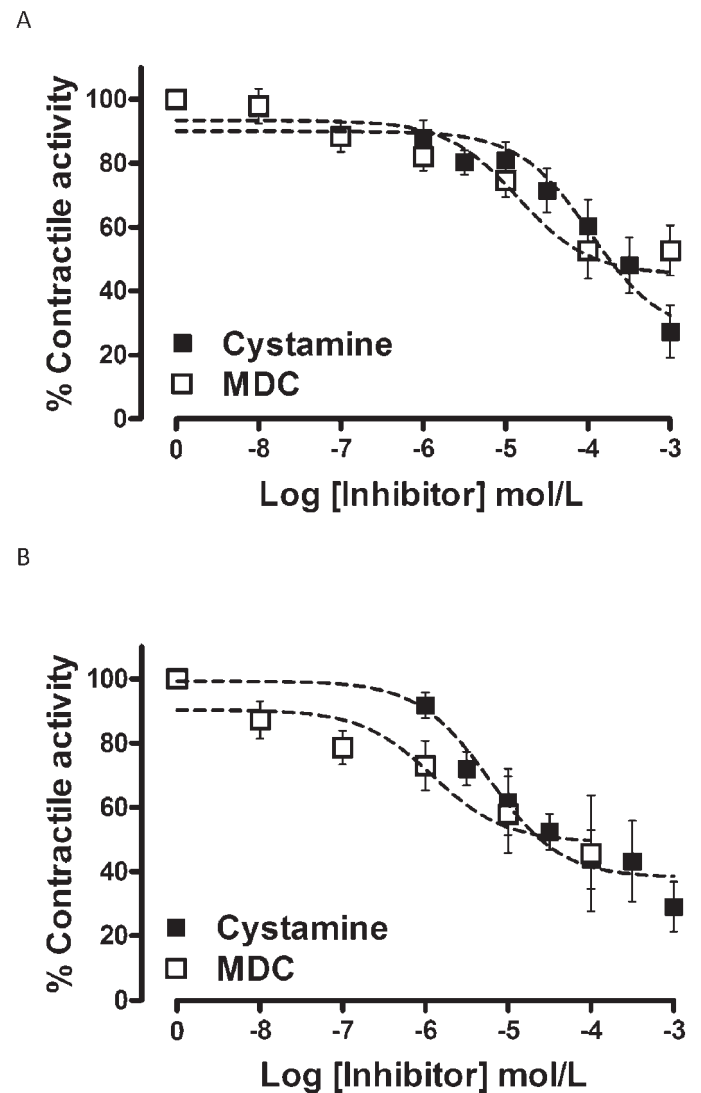 A
% Contractile activity
100
80
60
40
20
0
Cystamine
MDC
0 -8 -7 -6 -5 -4 -3
Log [Inhibitor] mol/L
B
% Contractile activity
100
80
60
40
20
0
Cystamine
MDC
0 -8 -7 -6 -5 -4 -3
Log [Inhibitor] mol/L